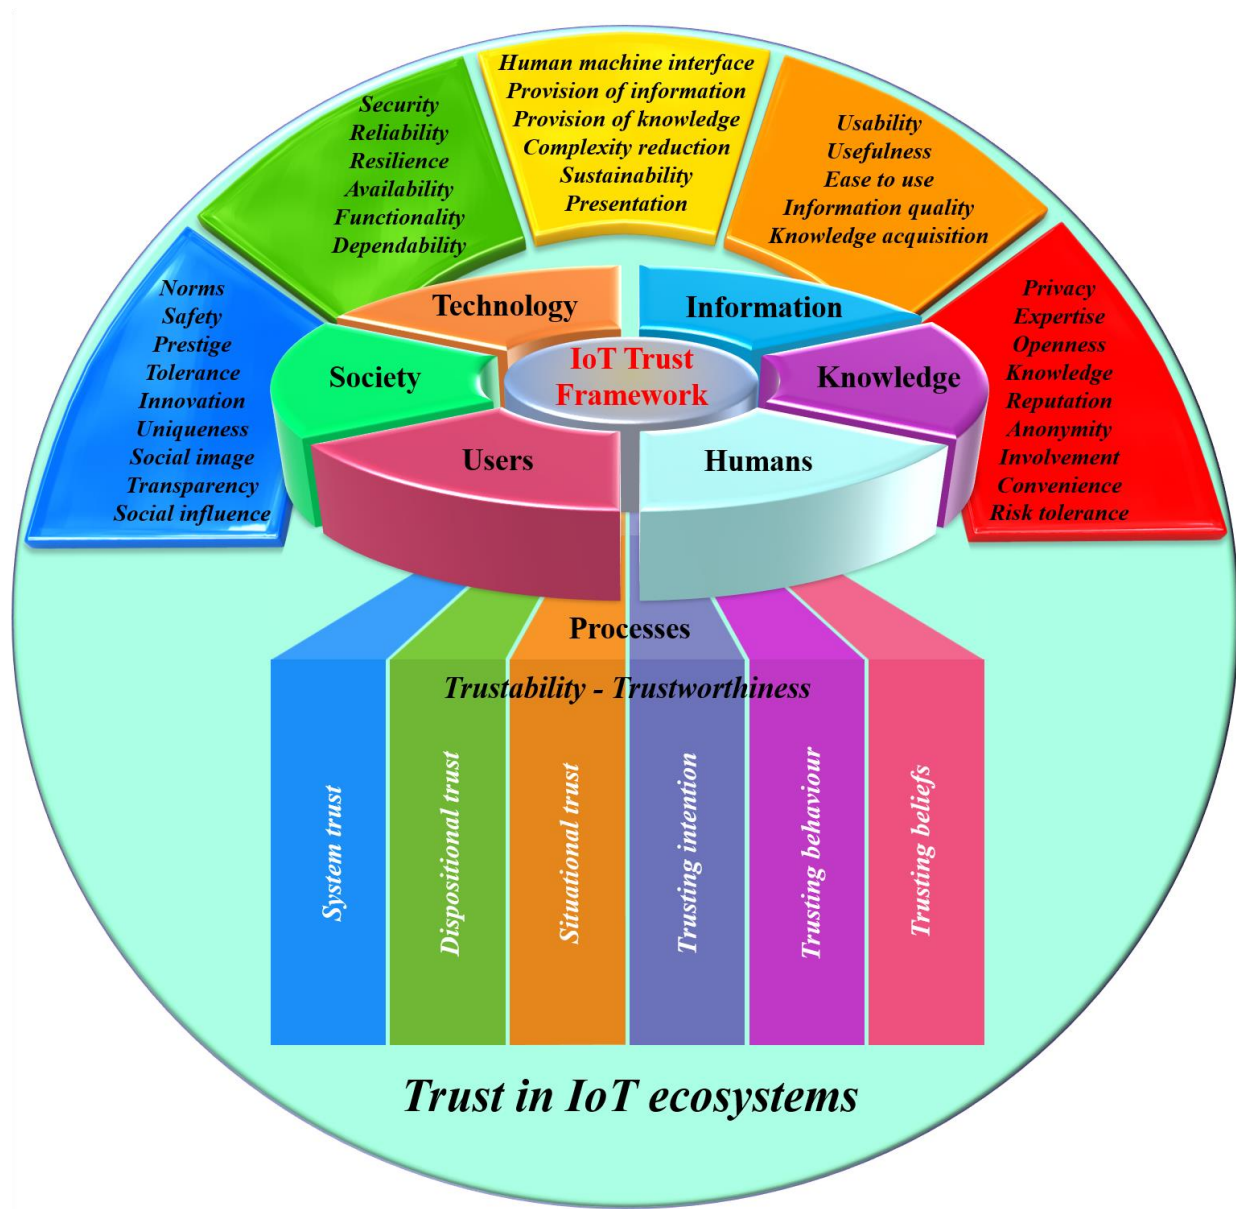 Human machine interface
Provision of information
Provision of knowledge
Complexity reduction
Sustainability
Presentation
Security
Reliability
Resilience
Availability
Functionality
Dependability
Usability
Usefulness
Ease to use
Information quality
Knowledge acquisition
Norms
Safety
Prestige
Tolerance
Innovation
Uniqueness
Social image
Transparency
Social influence
Privacy
Expertise
Openness
Knowledge
Reputation
Anonymity
Involvement
Convenience
Risk tolerance
Technology
Information
Society
IoT Trust
Framework
Knowledge
Users
Humans
Processes
Trustability - Trustworthiness
System trust
Dispositional trust
Situational trust
Trusting intention
Trusting behaviour
Trusting beliefs
Trust in IoT ecosystems